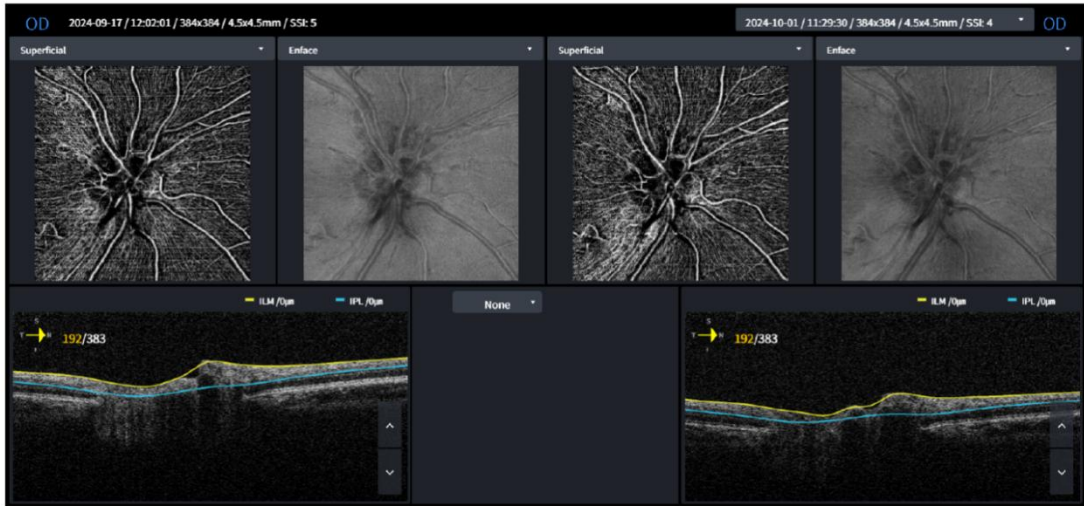 OD 2024-09-17 / 12:02:01 / 384x384 / 4.5x4.5mm / SSI: 5
2024-10-01 / 11:29:30 / 384x384 / 4.5x4.5mm / SSI: 4 OD
Superficial Enface Superficial Enface
ILM /0μm IPL /0μm
None
ILM /0μm IPL /0μm
S
T N
I
192/383
T N
192/383